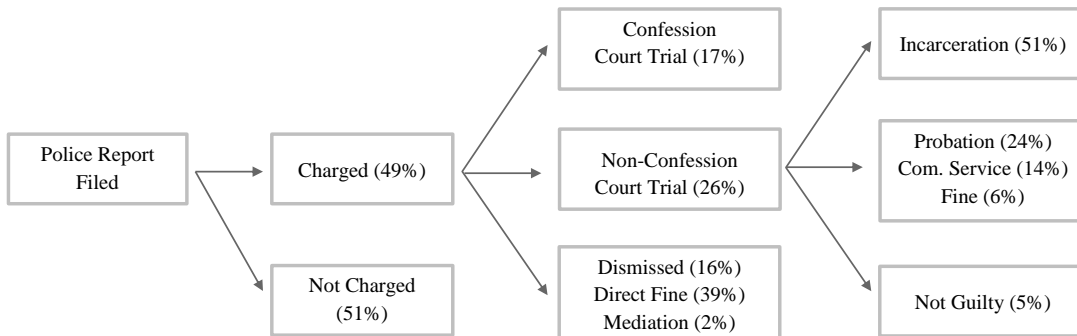 Police Report
Filed
Charged (49%)
Not Charged
(51%)
Confession
Court Trial (17%)
Non-Confession
Court Trial (26%)
Dismissed (16%)
Direct Fine (39%)
Mediation (2%)
Incarceration (51%)
Probation (24%)
Com. Service (14%)
Fine (6%)
Not Guilty (5%)